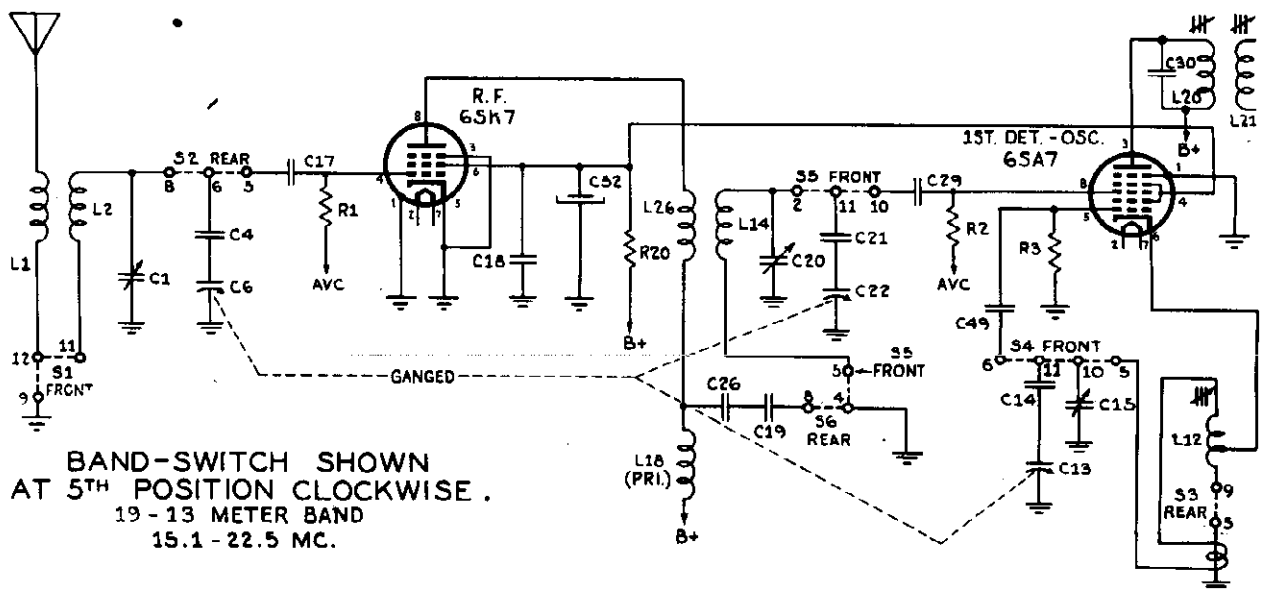 R.F.
6SK7
8
3
6
4
1
2
7
5
S2 REAR
8
6
5
C17
R1
AVC
L1
L2
C1
C4
C6
12
11
S1
FRONT
9
C18
C52
R20
B+
L26
L14
S5 FRONT
2
11
10
C20
C21
C22
C29
R2
AVC
R3
1ST. DET. - OSC.
6SA7
3
1
8
4
5
2
7
6
C30
L20
L21
B+
C49
S4 FRONT
6
11
10
5
C14
C15
C13
L12
9
S3
REAR
5
GANGED
5
S5
FRONT
C26
C19
8
4
S6
REAR
L18
(PRI.)
B+
BAND-SWITCH SHOWN
AT 5TH POSITION CLOCKWISE.
19-13 METER BAND
15.1-22.5 MC.